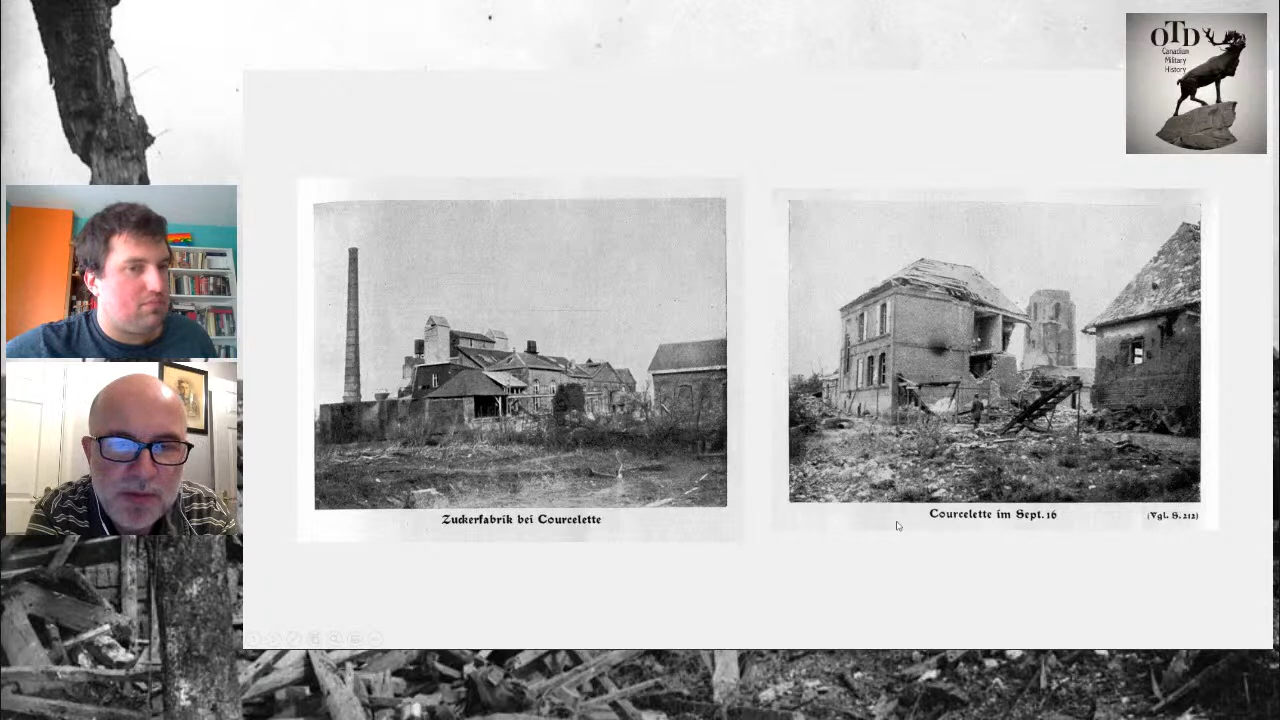 OTD
Canadian
Military
History
Zuckerfabrik bei Courcelette
Courcelette im Sept. 16
(Vgl. S. 212)